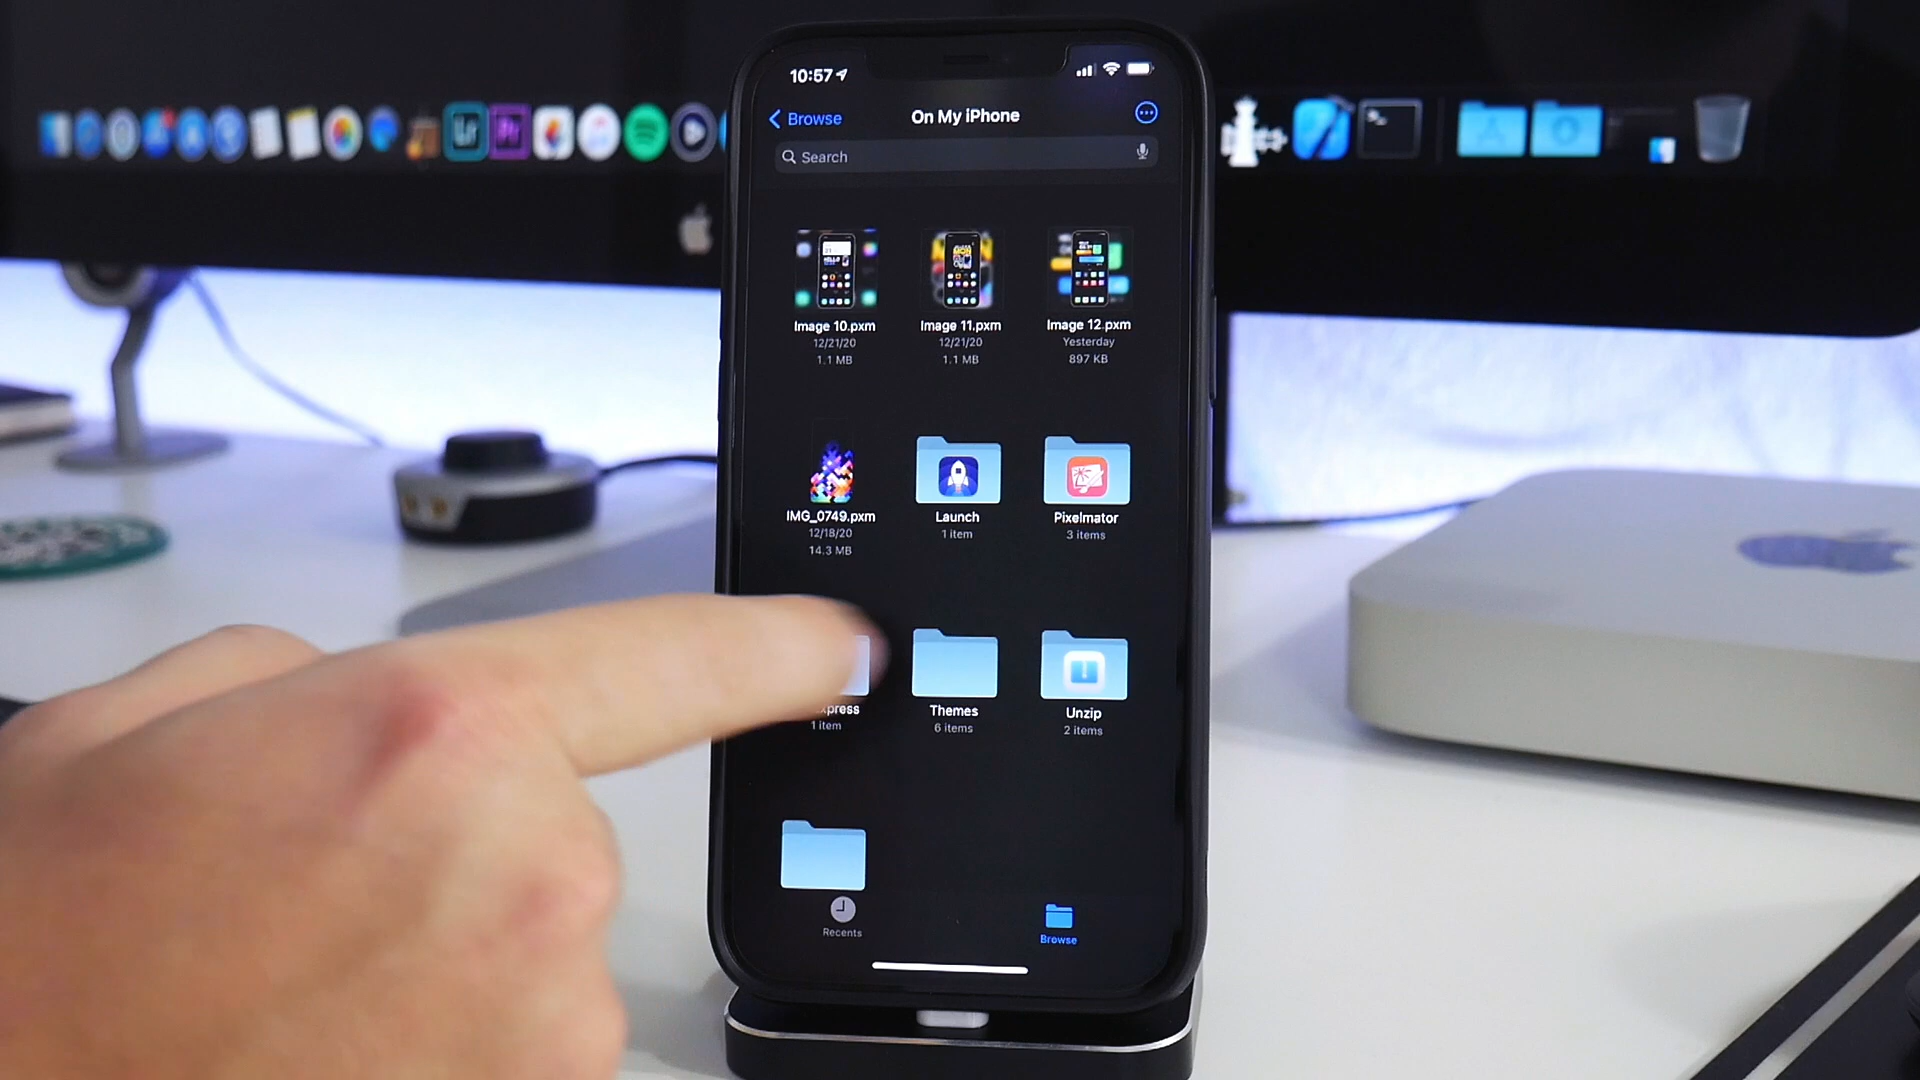 10:57
Browse
On My iPhone
Search
Image 10.pxm
12/21/20
1.1 MB
Image 11.pxm
12/21/20
1.1 MB
Image 12.pxm
Yesterday
897 KB
IMG_0749.pxm
12/18/20
14.3 MB
Launch
1 item
Pixelmator
3 items
xpress
1 item
Themes
6 items
Unzip
2 items
Recents
Browse
Lr
Pr